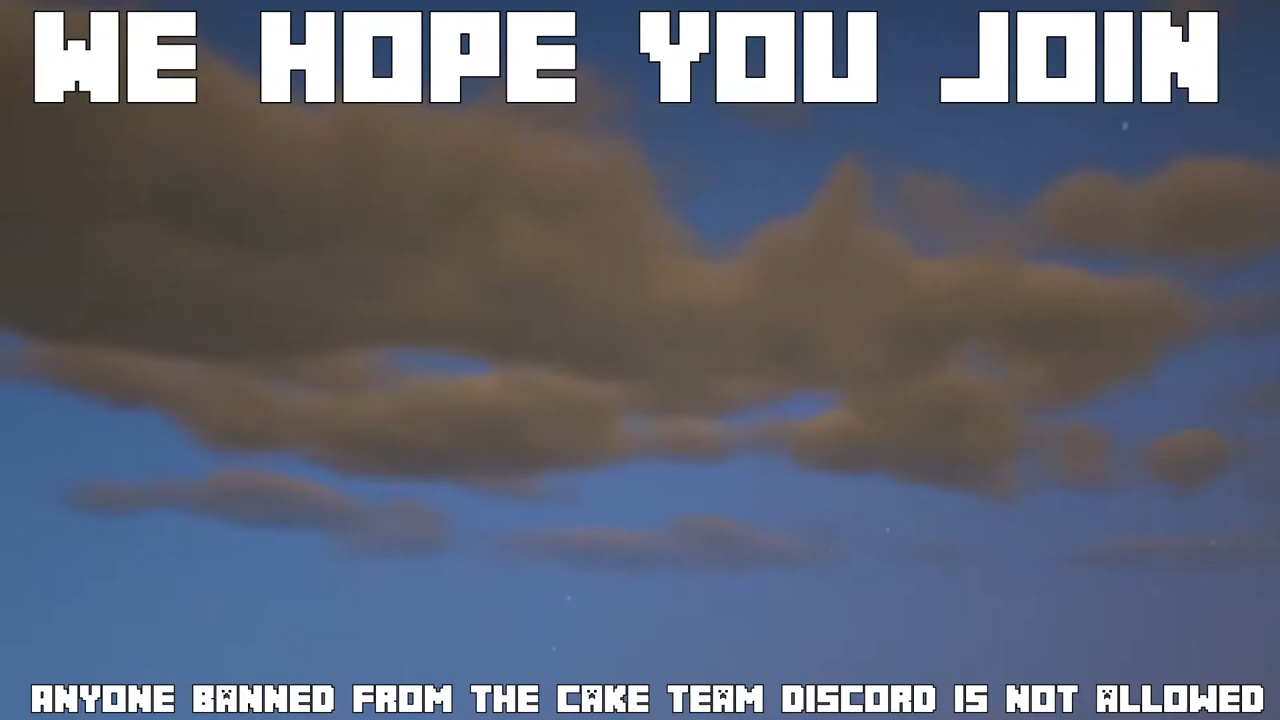 WE HOPE YOU JOIN
ANYONE BANNED FROM THE CAKE TEAM DISCORD IS NOT ALLOWED